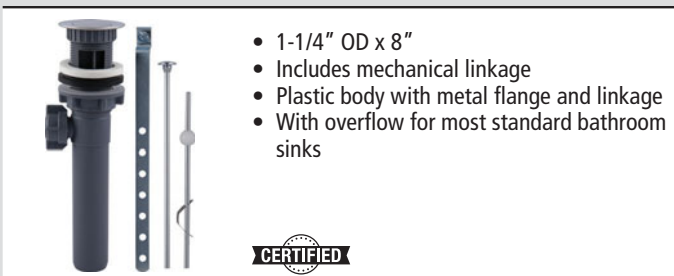 • 1-1/4” OD x 8”
• Includes mechanical linkage
• Plastic body with metal flange and linkage
• With overflow for most standard bathroom
sinks
CERTIFIED